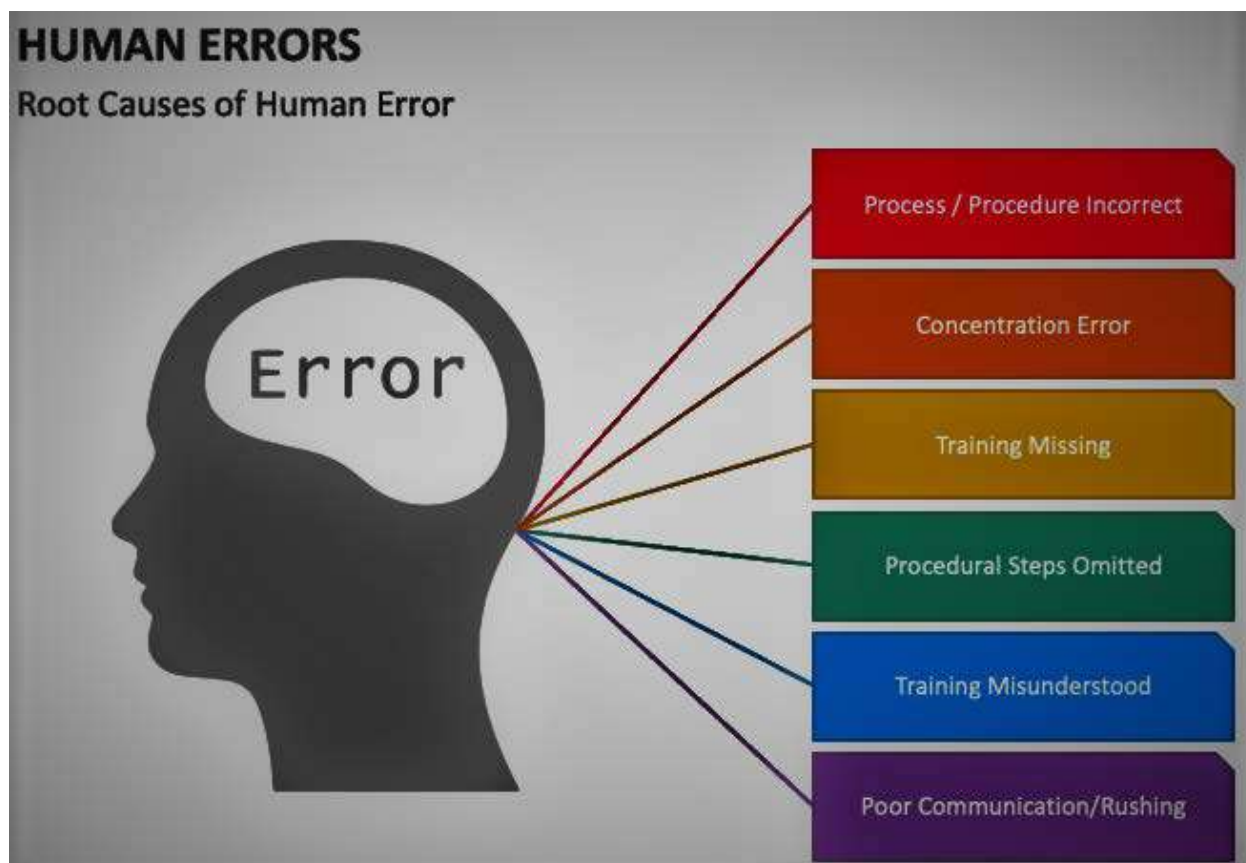 HUMAN ERRORS
Root Causes of Human Error
Error
Process / Procedure Incorrect
Concentration Error
Training Missing
Procedural Steps Omitted
Training Misunderstood
Poor Communication/Rushing